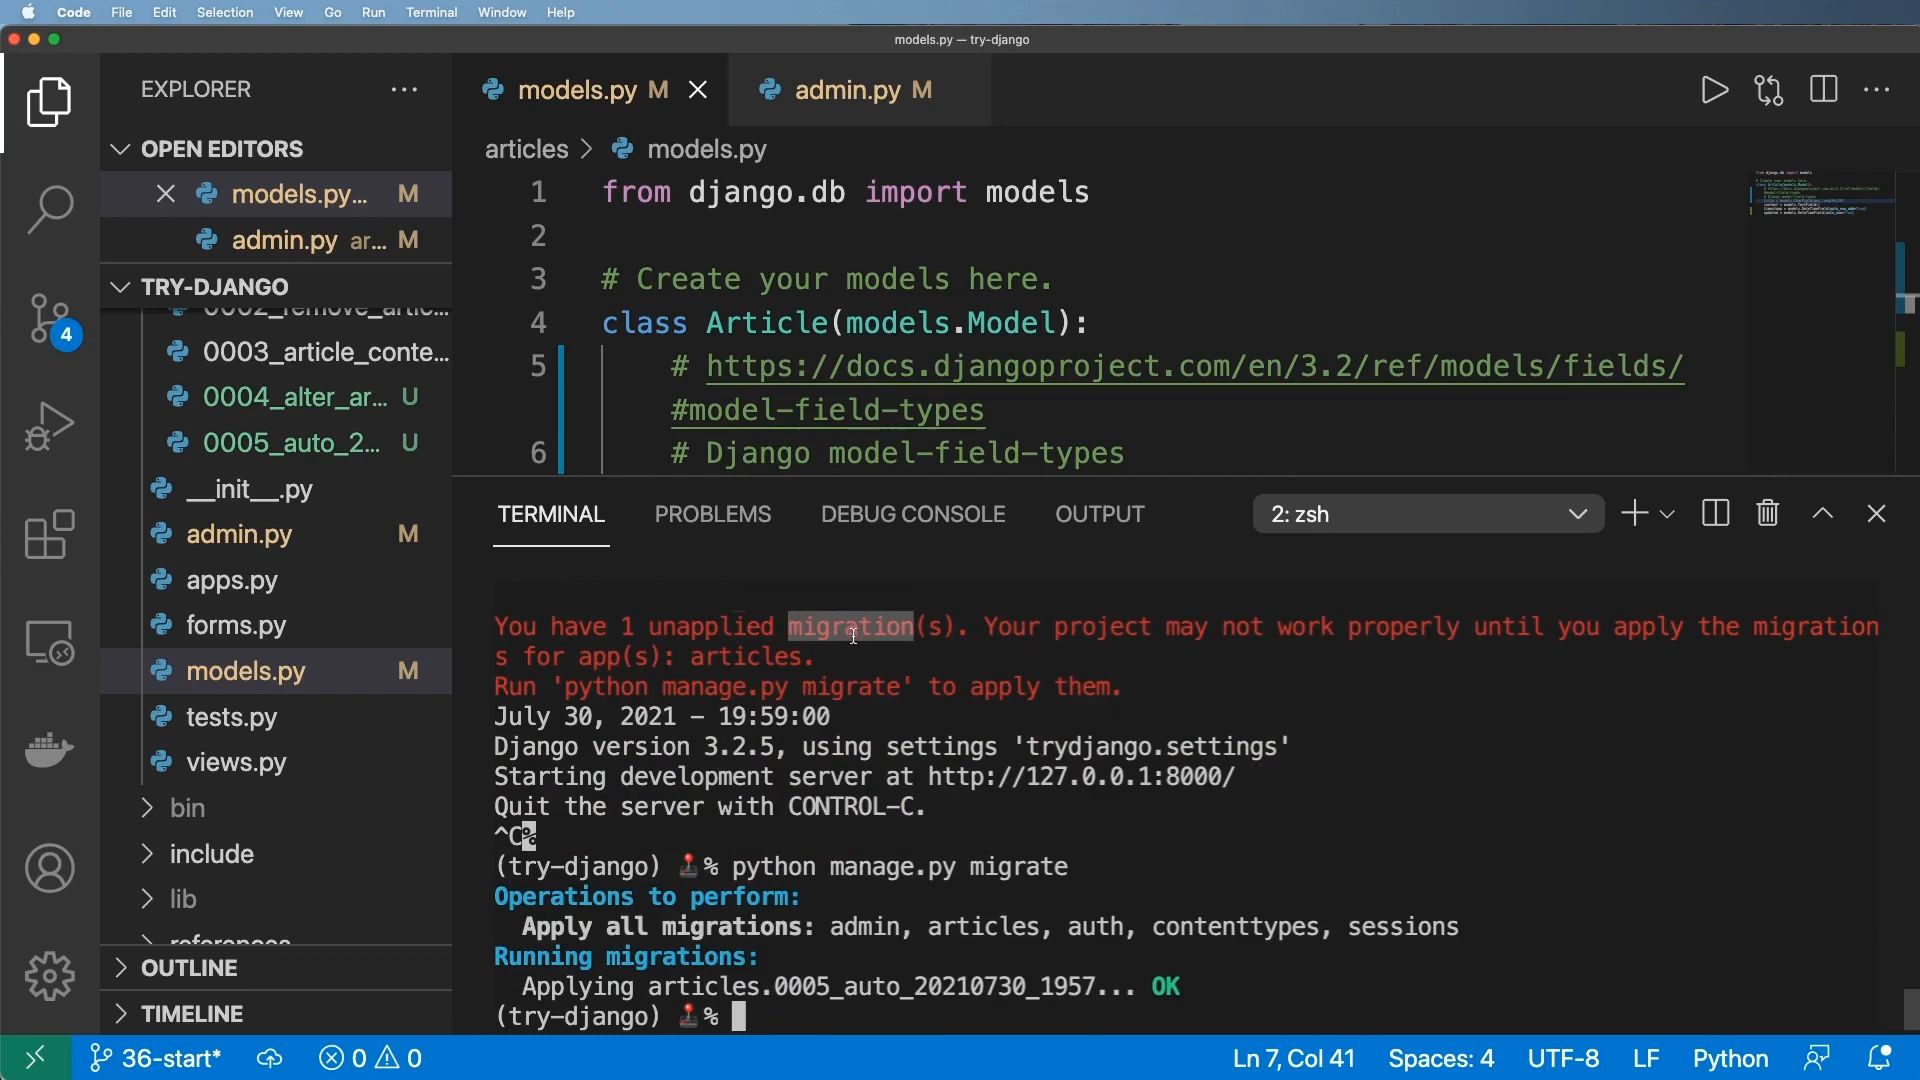 Code File Edit Selection View Go Run Terminal Window Help
models.py — try-django
EXPLORER
OPEN EDITORS
models.py... M
admin.py ar... M
TRY-DJANGO
0002_remove_artic...
0003_article_conte...
0004_alter_ar... U
0005_auto_2... U
__init__.py
admin.py M
apps.py
forms.py
models.py M
tests.py
views.py
bin
include
lib
references
OUTLINE
TIMELINE
models.py M
admin.py M
articles > models.py
1 from django.db import models
2
3 # Create your models here.
4 class Article(models.Model):
5 # https://docs.djangoproject.com/en/3.2/ref/models/fields/
#model-field-types
6 # Django model-field-types
TERMINAL PROBLEMS DEBUG CONSOLE OUTPUT 2: zsh
You have 1 unapplied migration(s). Your project may not work properly until you apply the migration
s for app(s): articles.
Run 'python manage.py migrate' to apply them.
July 30, 2021 - 19:59:00
Django version 3.2.5, using settings 'trydjango.settings'
Starting development server at http://127.0.0.1:8000/
Quit the server with CONTROL-C.
^C%
(try-django) 🕹% python manage.py migrate
Operations to perform:
Apply all migrations: admin, articles, auth, contenttypes, sessions
Running migrations:
Applying articles.0005_auto_20210730_1957... OK
(try-django) 🕹%
4
36-start* 0 0 Ln 7, Col 41 Spaces: 4 UTF-8 LF Python